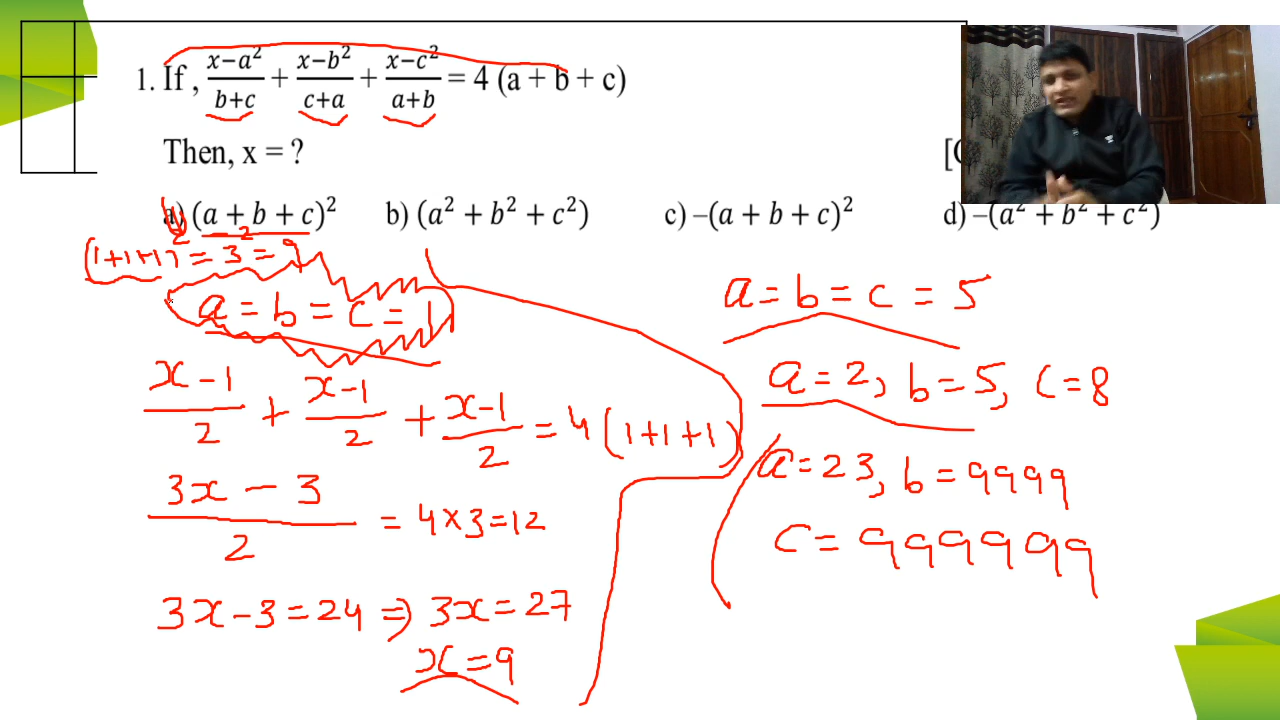 1. If , (x−a²)/(b+c) + (x−b²)/(c+a) + (x−c²)/(a+b) = 4 (a + b + c)
Then, x = ?
[
a) (a + b + c)² b) (a² + b² + c²) c) –(a + b + c)² d) –(a² + b² + c²)
(1+1+1)² = 3² = 9
a = b = c = 1
(x−1)/2 + (x−1)/2 + (x−1)/2 = 4(1+1+1)
(3x − 3)/2 = 4×3=12
3x−3=24 ⇒ 3x=27
x=9
a = b = c = 5
a=2, b=5, c=8
a=23, b=9999
c= 999999